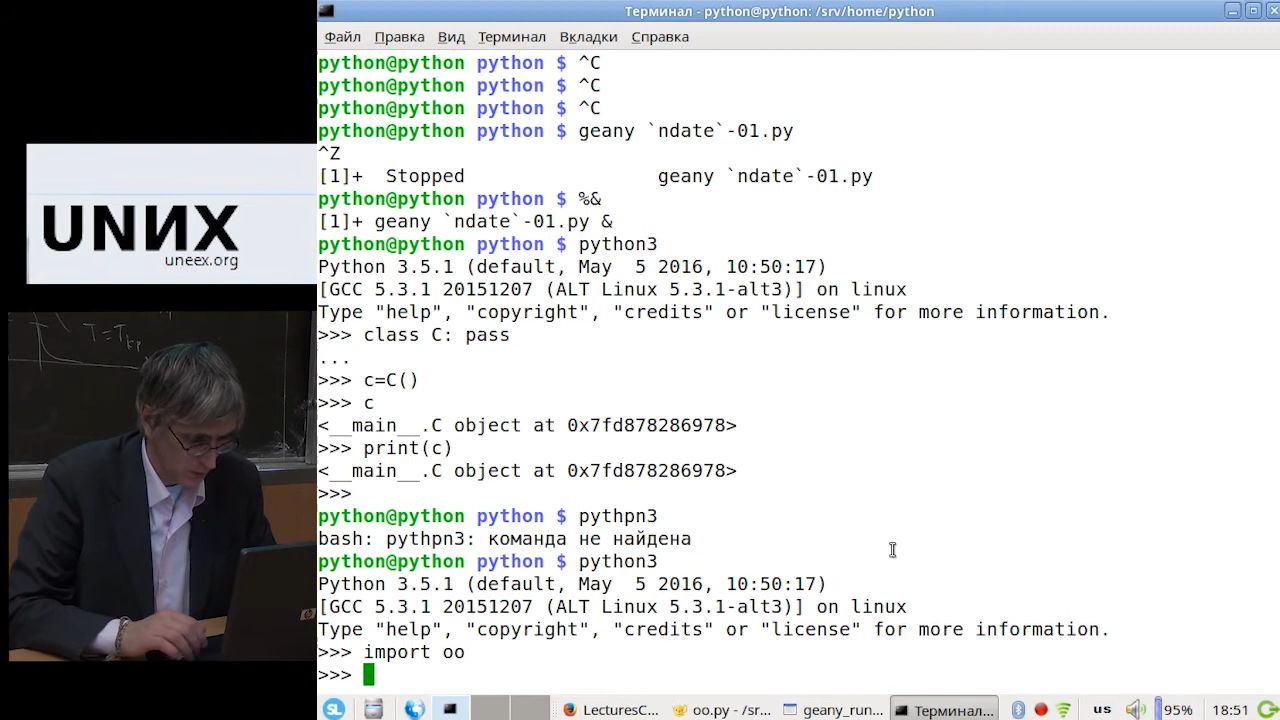 Терминал - python@python: /srv/home/python
Файл Правка Вид Терминал Вкладки Справка
python@python python $ ^C
python@python python $ ^C
python@python python $ ^C
python@python python $ geany `ndate`-01.py
^Z
[1]+  Stopped                 geany `ndate`-01.py
python@python python $ %&
[1]+ geany `ndate`-01.py &
python@python python $ python3
Python 3.5.1 (default, May  5 2016, 10:50:17)
[GCC 5.3.1 20151207 (ALT Linux 5.3.1-alt3)] on linux
Type "help", "copyright", "credits" or "license" for more information.
>>> class C: pass
...
>>> c=C()
>>> c
<__main__.C object at 0x7fd878286978>
>>> print(c)
<__main__.C object at 0x7fd878286978>
>>>
python@python python $ pythpn3
bash: pythpn3: команда не найдена
python@python python $ python3
Python 3.5.1 (default, May  5 2016, 10:50:17)
[GCC 5.3.1 20151207 (ALT Linux 5.3.1-alt3)] on linux
Type "help", "copyright", "credits" or "license" for more information.
>>> import oo
>>>
UNИX
uneex.org
T=Tкр
LecturesC... oo.py - /sr... geany_run... Терминал... us 95% 18:51